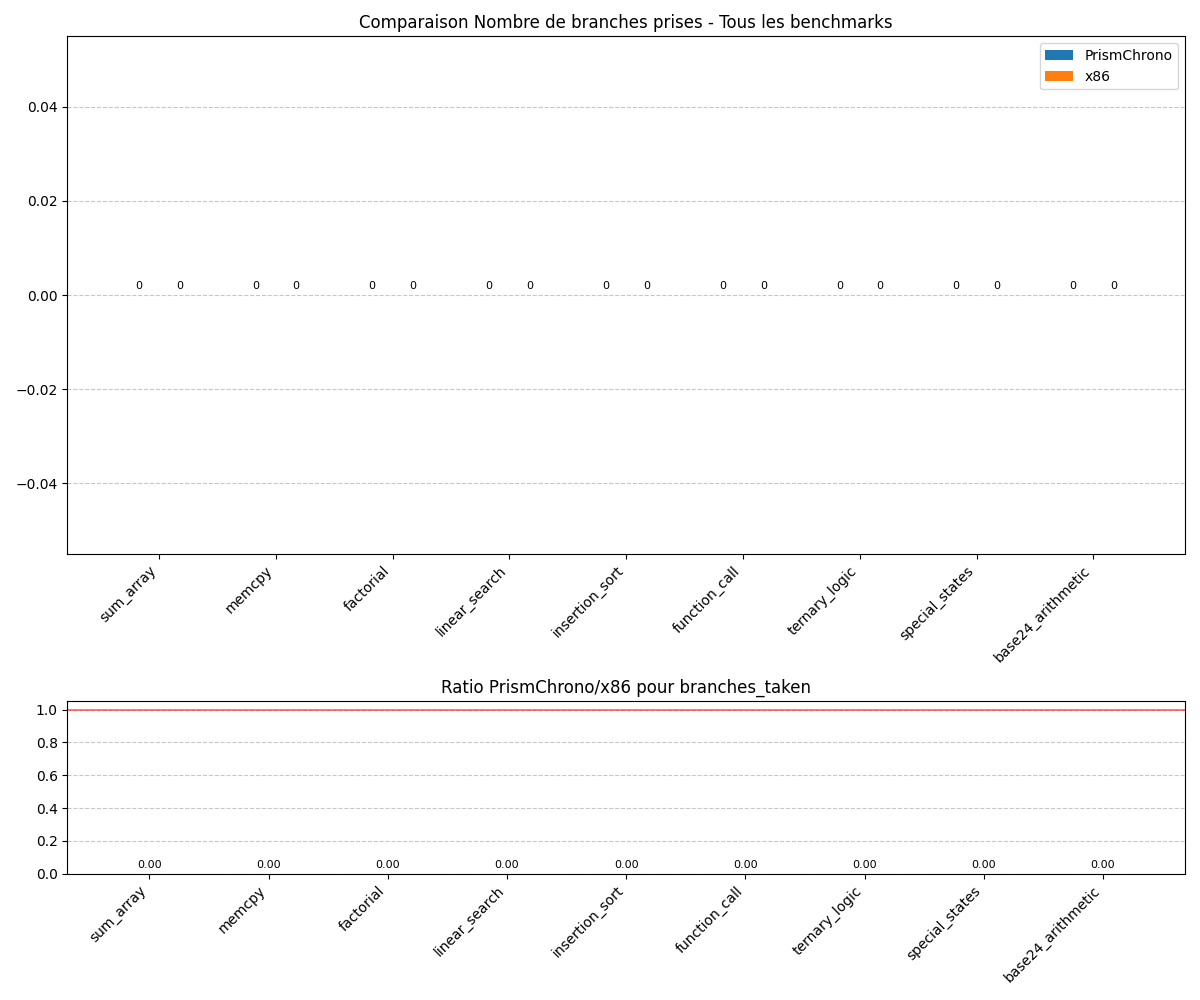 Comparaison Nombre de branches prises - Tous les benchmarks
PrismChrono
x86
0.04
0.02
0.00
−0.02
−0.04
0 0 0 0 0 0 0 0 0 0 0 0 0 0 0 0 0 0
sum_array
memcpy
factorial
linear_search
insertion_sort
function_call
ternary_logic
special_states
base24_arithmetic
Ratio PrismChrono/x86 pour branches_taken
1.0
0.8
0.6
0.4
0.2
0.0
0.00 0.00 0.00 0.00 0.00 0.00 0.00 0.00 0.00
sum_array
memcpy
factorial
linear_search
insertion_sort
function_call
ternary_logic
special_states
base24_arithmetic